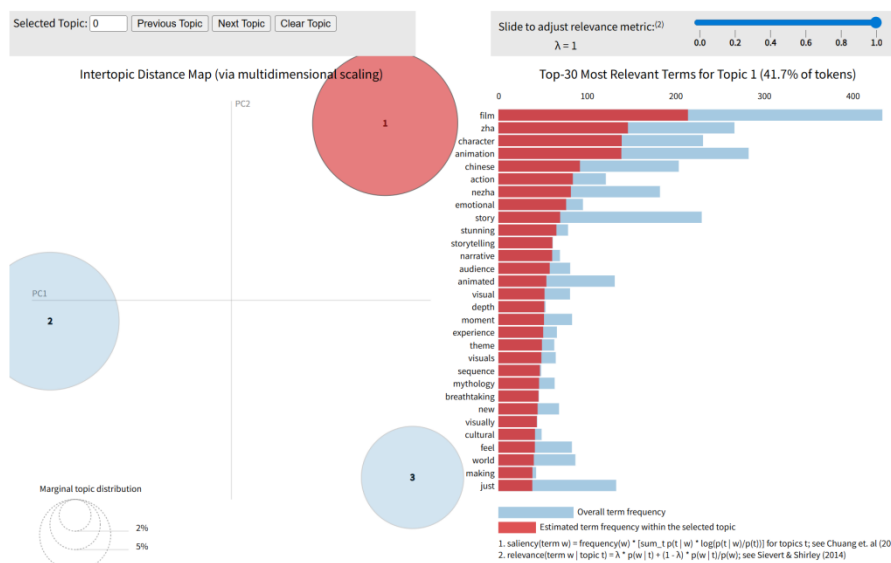 Selected Topic: 0 Previous Topic Next Topic Clear Topic
Slide to adjust relevance metric:(2)
λ = 1
0.0 0.2 0.4 0.6 0.8 1.0
Intertopic Distance Map (via multidimensional scaling)
PC2
PC1
1
2
3
Marginal topic distribution
2%
5%
Top-30 Most Relevant Terms for Topic 1 (41.7% of tokens)
0 100 200 300 400
film
zha
character
animation
chinese
action
nezha
emotional
story
stunning
storytelling
narrative
audience
animated
visual
depth
moment
experience
theme
visuals
sequence
mythology
breathtaking
new
visually
cultural
feel
world
making
just
Overall term frequency
Estimated term frequency within the selected topic
1. saliency(term w) = frequency(w) * [sum_t p(t | w) * log(p(t | w)/p(t))] for topics t; see Chuang et. al (20
2. relevance(term w | topic t) = λ * p(w | t) + (1 - λ) * p(w | t)/p(w); see Sievert & Shirley (2014)